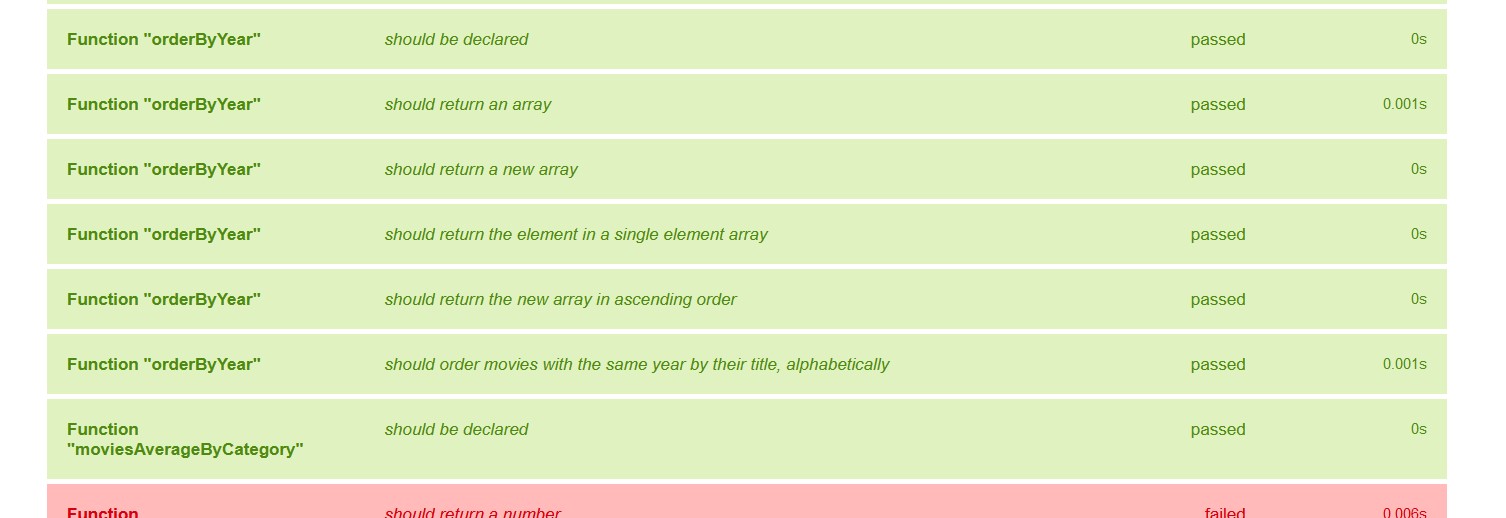 Function "orderByYear" should be declared passed 0s
Function "orderByYear" should return an array passed 0.001s
Function "orderByYear" should return a new array passed 0s
Function "orderByYear" should return the element in a single element array passed 0s
Function "orderByYear" should return the new array in ascending order passed 0s
Function "orderByYear" should order movies with the same year by their title, alphabetically passed 0.001s
Function should be declared passed 0s
"moviesAverageByCategory"
Function should return a number failed 0.006s